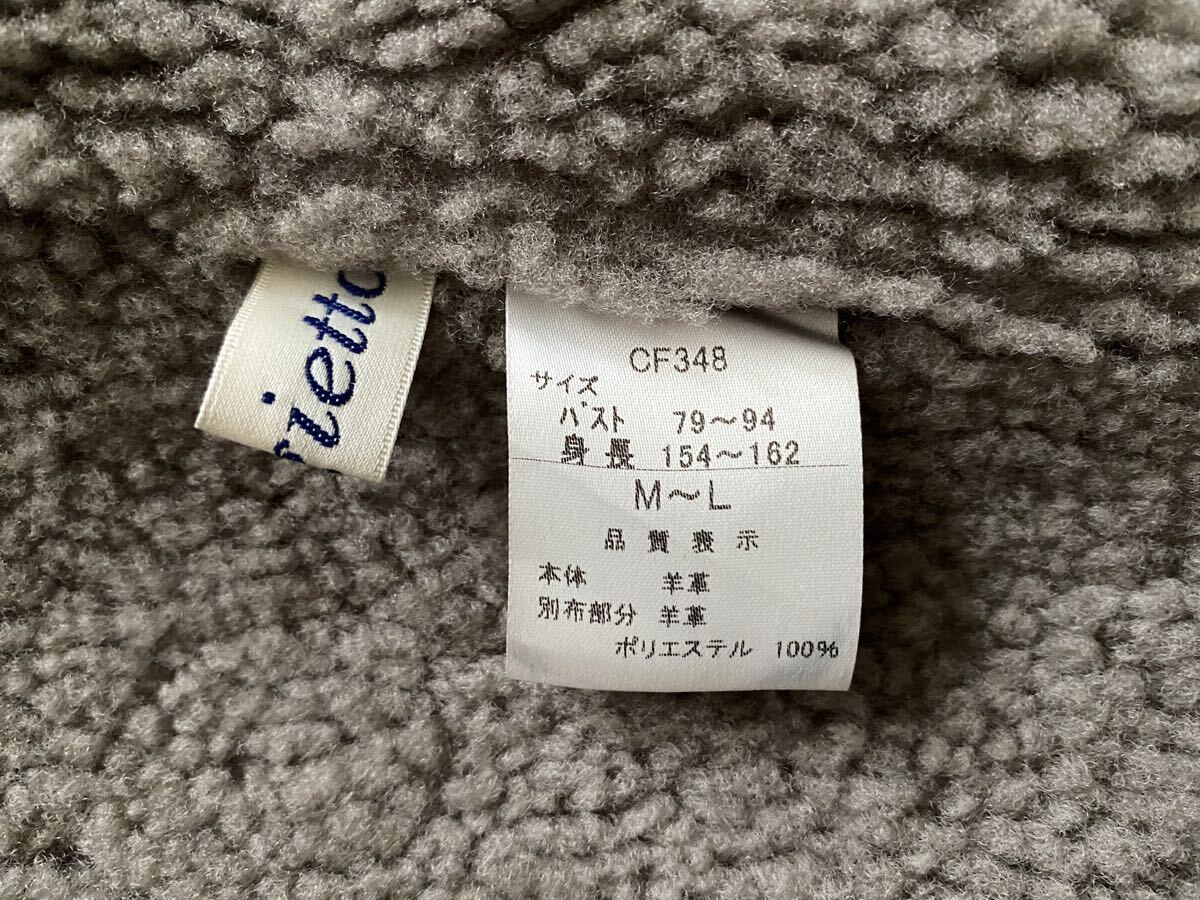 rietto
CF348
サイズ
バスト 79～94
身長 154～162
M～L
品質表示
本体 羊革
別布部分 羊革
ポリエステル 100%